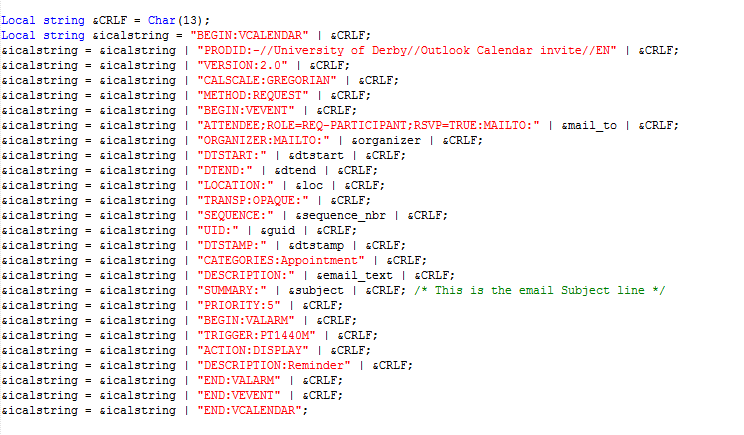 Local string &CRLF = Char(13);
Local string &icalstring = "BEGIN:VCALENDAR" | &CRLF;
&icalstring = &icalstring | "PRODID:-//University of Derby//Outlook Calendar invite//EN" | &CRLF;
&icalstring = &icalstring | "VERSION:2.0" | &CRLF;
&icalstring = &icalstring | "CALSCALE:GREGORIAN" | &CRLF;
&icalstring = &icalstring | "METHOD:REQUEST" | &CRLF;
&icalstring = &icalstring | "BEGIN:VEVENT" | &CRLF;
&icalstring = &icalstring | "ATTENDEE;ROLE=REQ-PARTICIPANT;RSVP=TRUE:MAILTO:" | &mail_to | &CRLF;
&icalstring = &icalstring | "ORGANIZER:MAILTO:" | &organizer | &CRLF;
&icalstring = &icalstring | "DTSTART:" | &dtstart | &CRLF;
&icalstring = &icalstring | "DTEND:" | &dtend | &CRLF;
&icalstring = &icalstring | "LOCATION:" | &loc | &CRLF;
&icalstring = &icalstring | "TRANSP:OPAQUE:" | &CRLF;
&icalstring = &icalstring | "SEQUENCE:" | &sequence_nbr | &CRLF;
&icalstring = &icalstring | "UID:" | &guid | &CRLF;
&icalstring = &icalstring | "DTSTAMP:" | &dtstamp | &CRLF;
&icalstring = &icalstring | "CATEGORIES:Appointment" | &CRLF;
&icalstring = &icalstring | "DESCRIPTION:" | &email_text | &CRLF;
&icalstring = &icalstring | "SUMMARY:" | &subject | &CRLF; /* This is the email Subject line */
&icalstring = &icalstring | "PRIORITY:5" | &CRLF;
&icalstring = &icalstring | "BEGIN:VALARM" | &CRLF;
&icalstring = &icalstring | "TRIGGER:PT1440M" | &CRLF;
&icalstring = &icalstring | "ACTION:DISPLAY" | &CRLF;
&icalstring = &icalstring | "DESCRIPTION:Reminder" | &CRLF;
&icalstring = &icalstring | "END:VALARM" | &CRLF;
&icalstring = &icalstring | "END:VEVENT" | &CRLF;
&icalstring = &icalstring | "END:VCALENDAR";